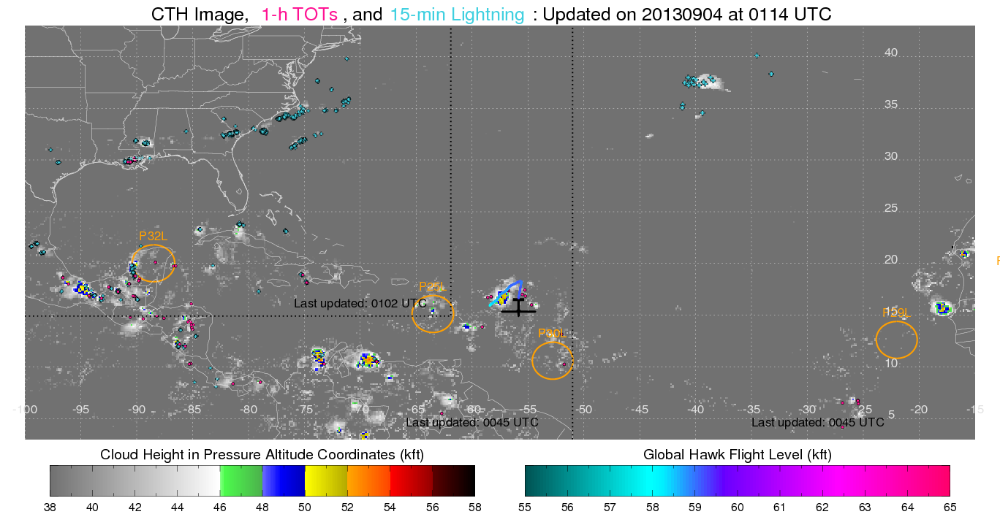 CTH Image, 1-h TOTs, and 15-min Lightning : Updated on 20130904 at 0114 UTC
40
35
30
25
P32L
20
Last updated: 0102 UTC
15
10
-100 -95 -90 -85 -80 -75 -70 -65 -60 -55 -50 -45 -40 -35 -30 -25 -20 -15
5
Last updated: 0045 UTC
Last updated: 0045 UTC
Cloud Height in Pressure Altitude Coordinates (kft)
Global Hawk Flight Level (kft)
38 40 42 44 46 48 50 52 54 56 58
55 56 57 58 59 60 61 62 63 64 65